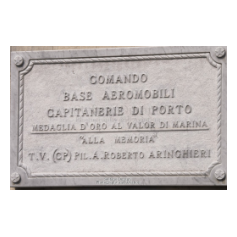 COMANDO
BASE AEROMOBILI
CAPITANERIE DI PORTO
MEDAGLIA D'ORO AL VALOR DI MARINA
"ALLA MEMORIA"
T.V. (CP) PIL. A. ROBERTO ARINGHIERI